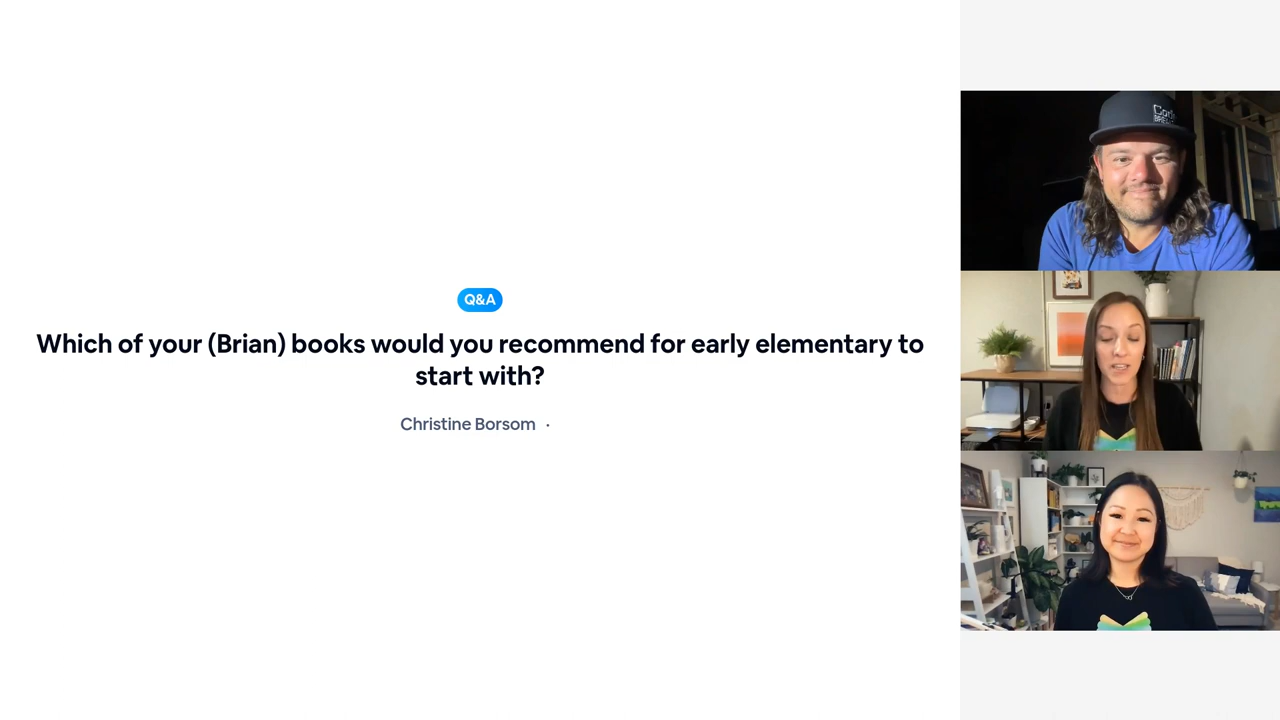 Q&A
Which of your (Brian) books would you recommend for early elementary to
start with?
Christine Borsom ·